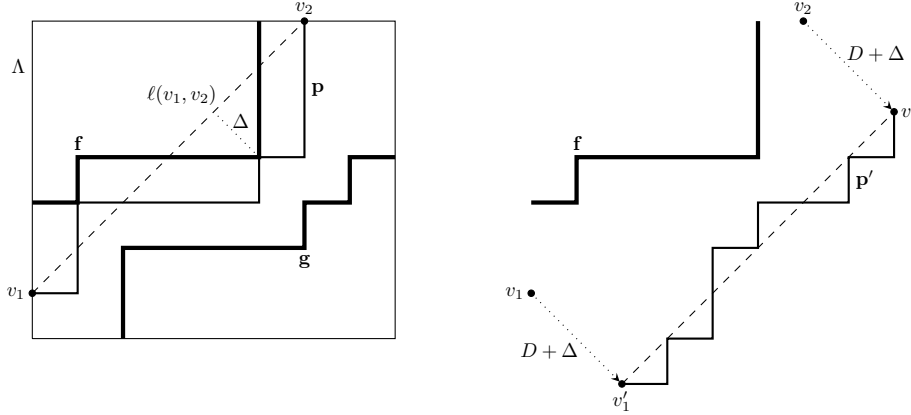 v₂
Λ
ℓ(v₁, v₂)
p
Δ
f
g
v₁
v₂
D + Δ
v
f
p′
v₁
D + Δ
v′₁